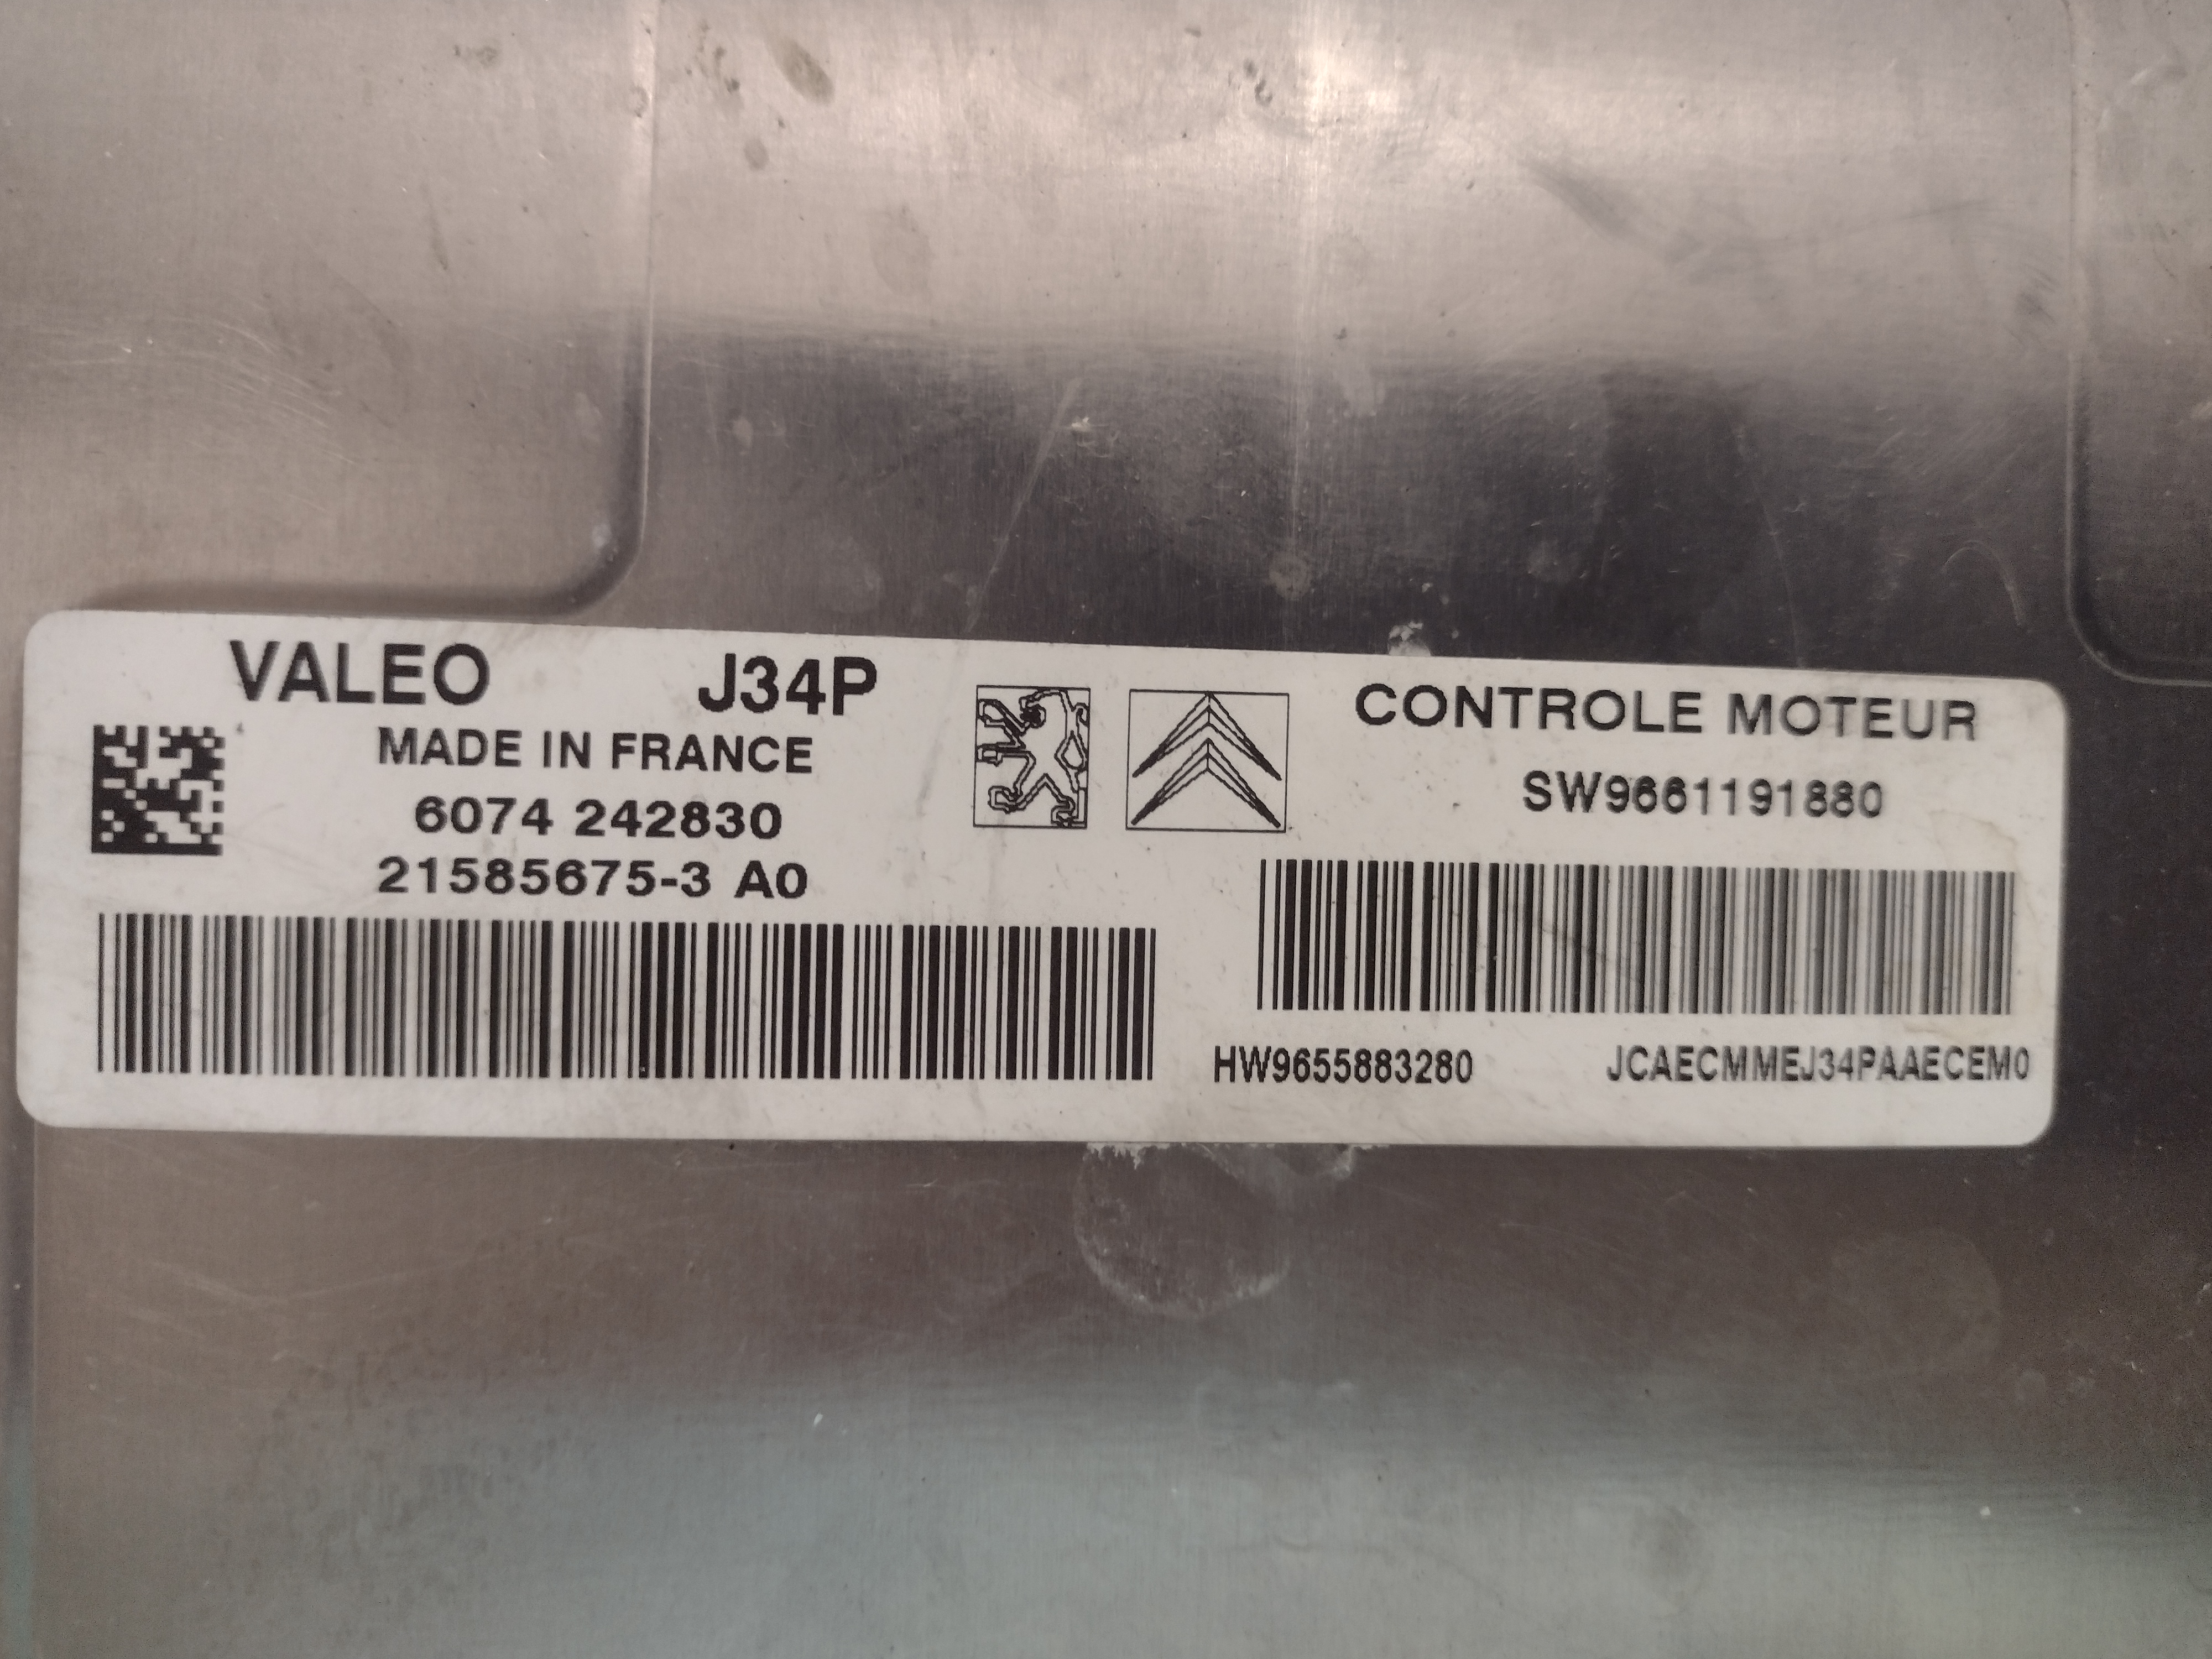 VALEO J34P
MADE IN FRANCE
6074 242830
21585675-3 A0
CONTROLE MOTEUR
SW9661191880
HW9655883280 JCAECMMEJ34PAAECEM0